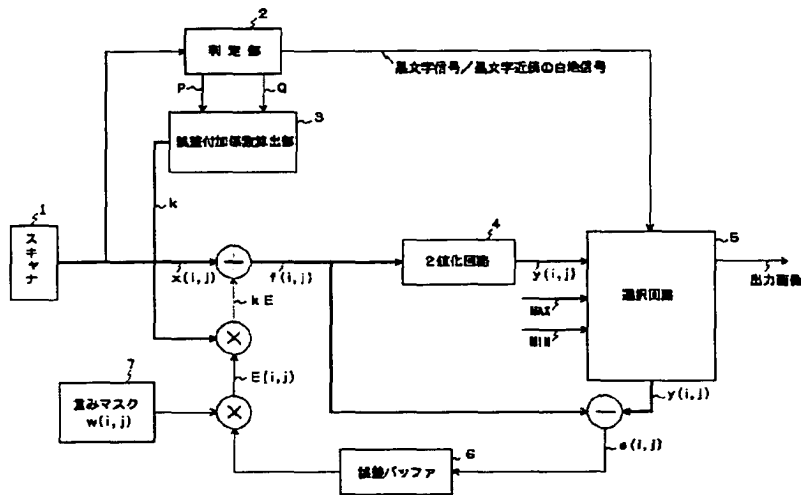 2
判定部
P
Q
黒文字信号/黒文字近傍の白地信号
3
誤差付加係数算出部
k
1
スキャナ
x(i,j)
f(i,j)
4
2値化回路
y(i,j)
MAX
MIN
5
選択回路
出力画像
kE
E(i,j)
7
重みマスク
w(i,j)
y(i,j)
e(i,j)
6
誤差バッファ